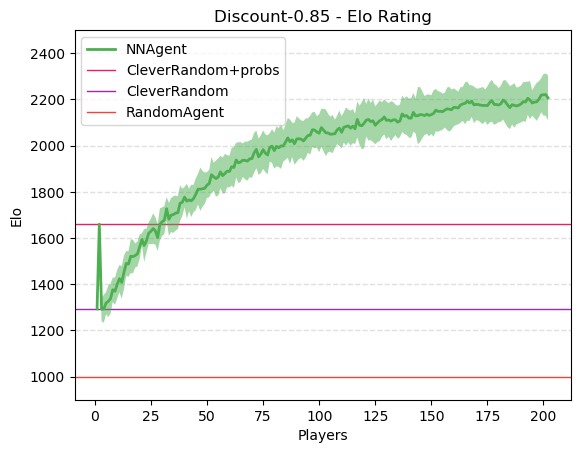 Discount-0.85 - Elo Rating
NNAgent
CleverRandom+probs
CleverRandom
RandomAgent
2400
2200
2000
1800
1600
1400
1200
1000
Elo
0 25 50 75 100 125 150 175 200
Players